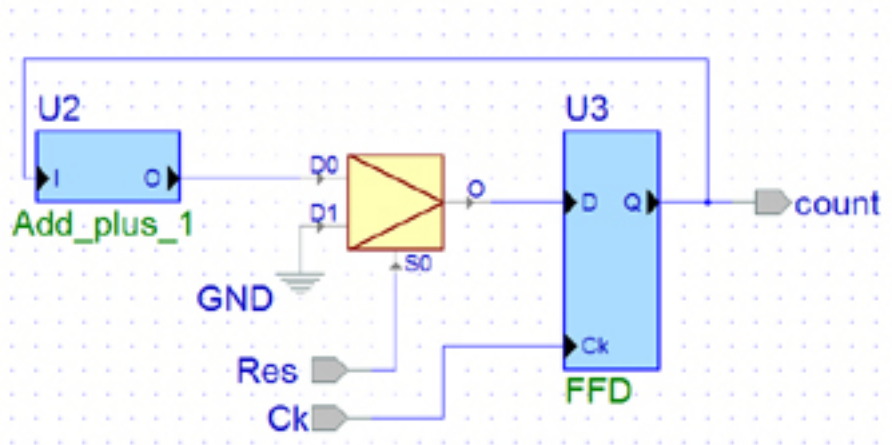 U2
I O
Add_plus_1
D0
D1
O
S0
GND
Res
Ck
U3
D Q
Ck
FFD
count